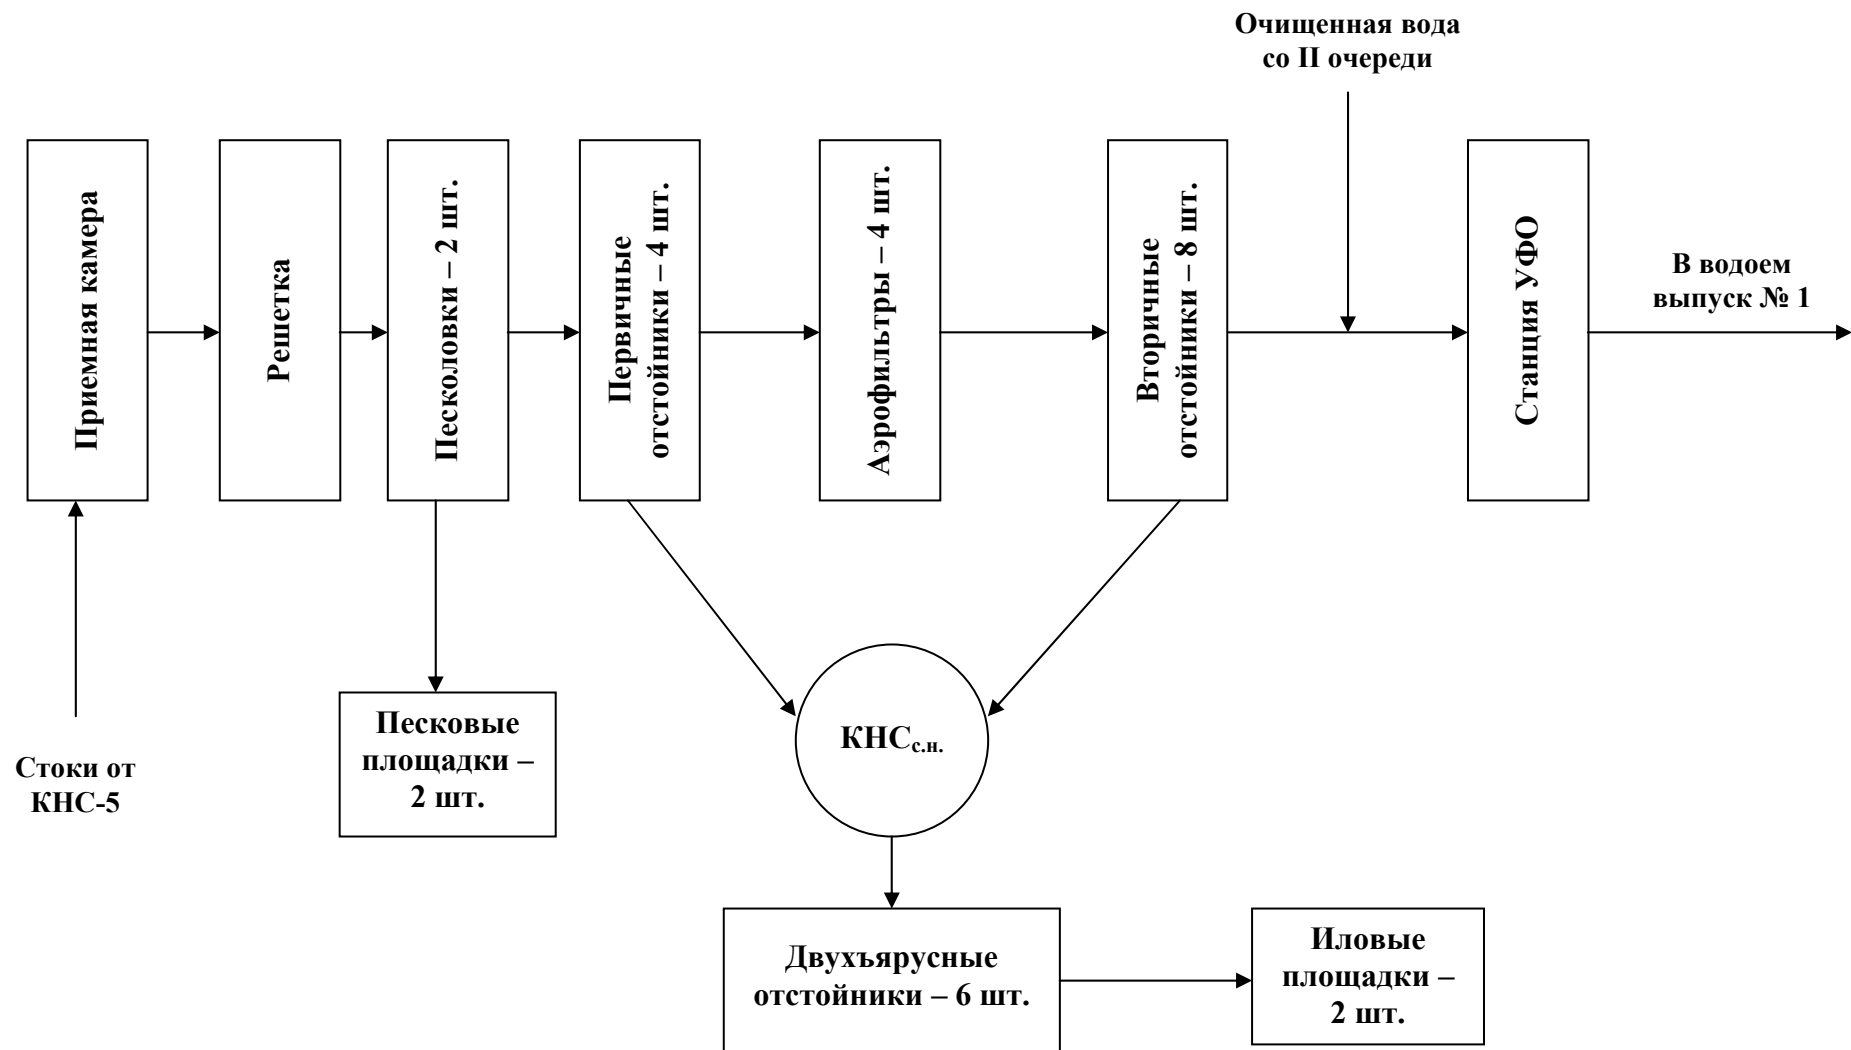 Очищенная вода
со II очереди
Приемная камера
Решетка
Песколовки – 2 шт.
Первичные
отстойники – 4 шт.
Аэрофильтры – 4 шт.
Вторичные
отстойники – 8 шт.
Станция УФО
В водоем
выпуск № 1
Стоки от
КНС-5
Песковые
площадки –
2 шт.
КНСс.н.
Двухъярусные
отстойники – 6 шт.
Иловые
площадки –
2 шт.